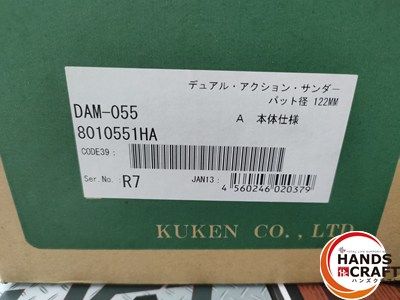 デュアル・アクション・サンダー
パット径 122MM
DAM-055
A 本体仕様
8010551HA
CODE39:
Ser.No.: R7
JAN13:
4 560246 020379
KUKEN CO., LTD
HANDS
CRAFT
ハンズクラフト